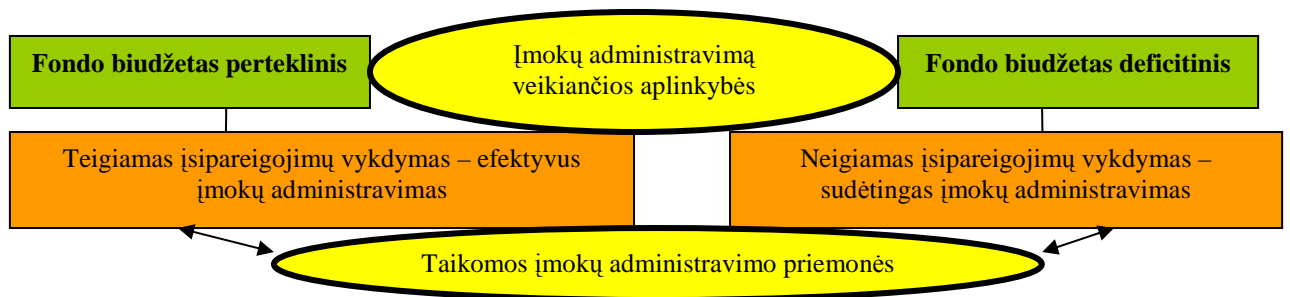 Fondo biudžetas perteklinis
Įmokų administravimą
veikiančios aplinkybės
Fondo biudžetas deficitinis
Teigiamas įsipareigojimų vykdymas – efektyvus
įmokų administravimas
Neigiamas įsipareigojimų vykdymas –
sudėtingas įmokų administravimas
Taikomos įmokų administravimo priemonės